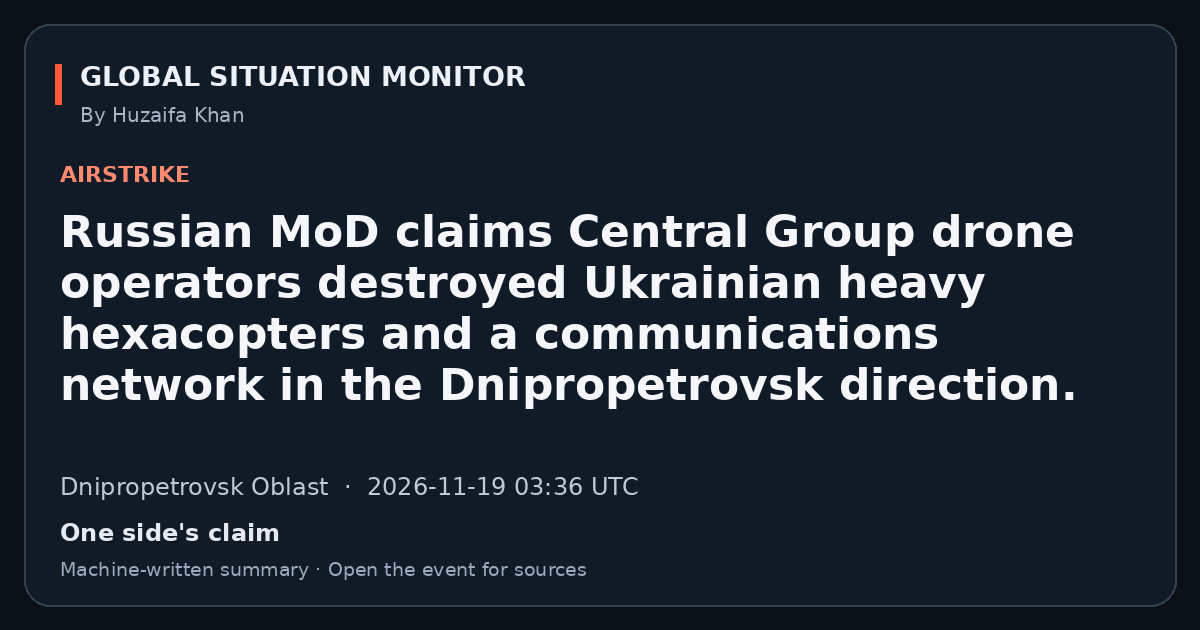 GLOBAL SITUATION MONITOR
By Huzaifa Khan
AIRSTRIKE
Russian MoD claims Central Group drone
operators destroyed Ukrainian heavy
hexacopters and a communications
network in the Dnipropetrovsk direction.
Dnipropetrovsk Oblast · 2026-11-19 03:36 UTC
One side's claim
Machine-written summary · Open the event for sources